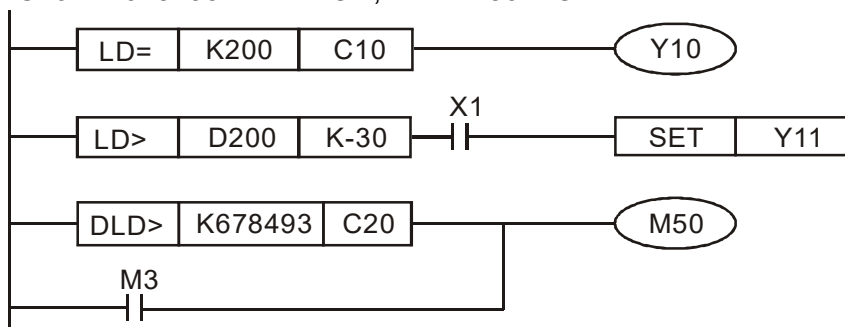 LD= K200 C10 Y10
X1
LD> D200 K-30 SET Y11
DLD> K678493 C20 M50
M3